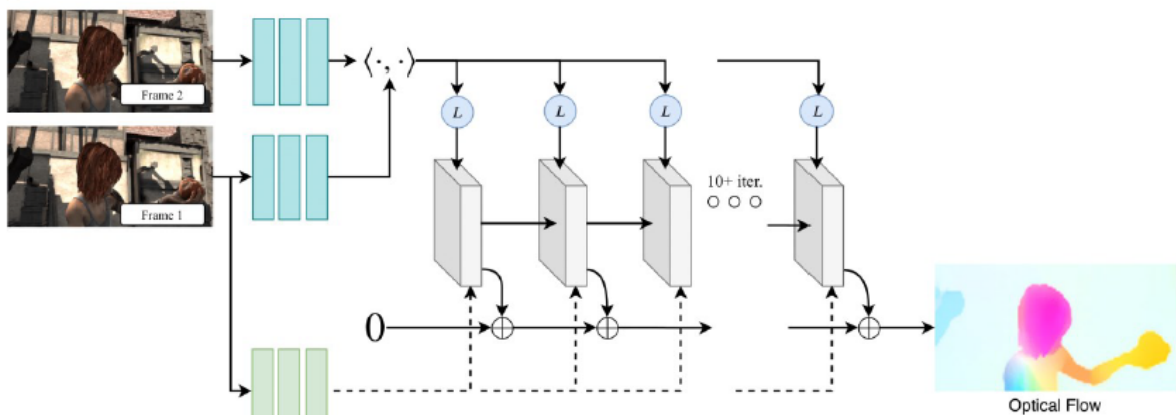 Frame 2
⟨·,·⟩
L
L
L
L
Frame 1
10+ iter.
0
Optical Flow